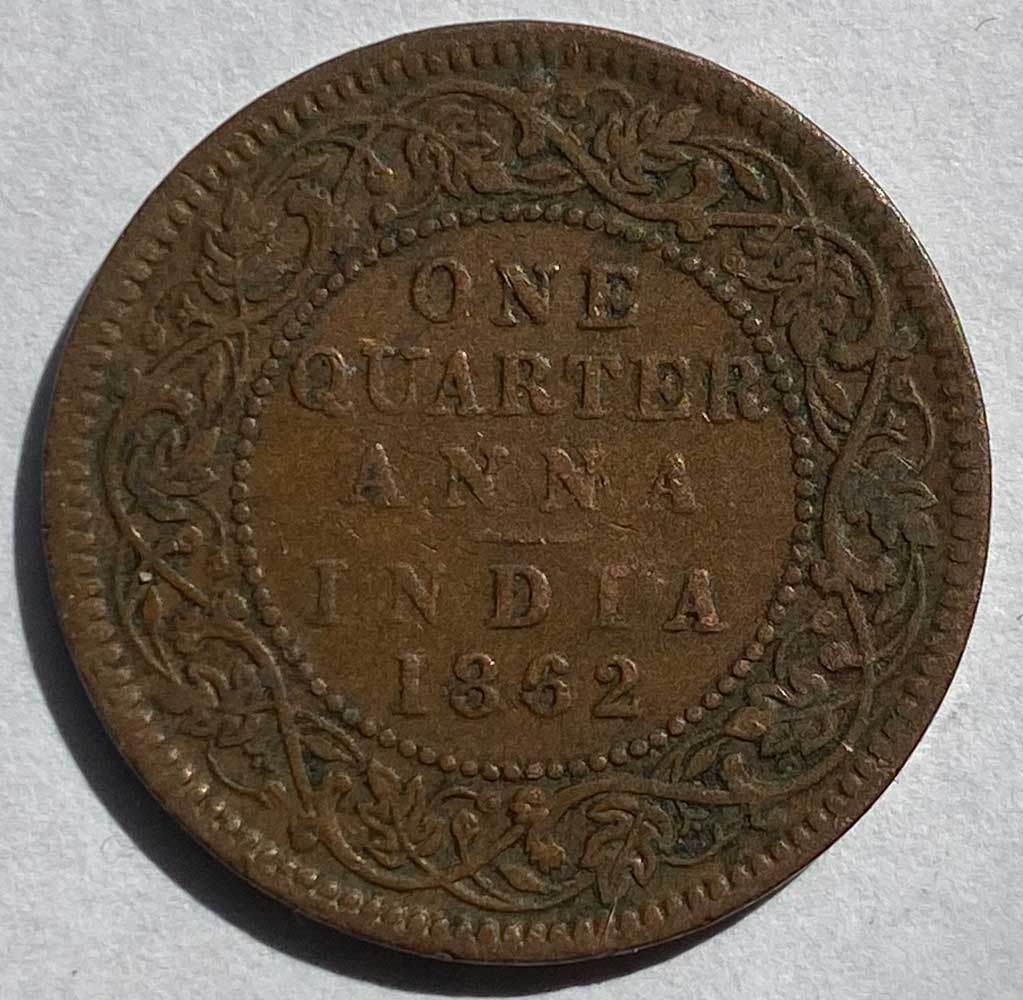 ONE
QUARTER
ANNA
INDIA
1862